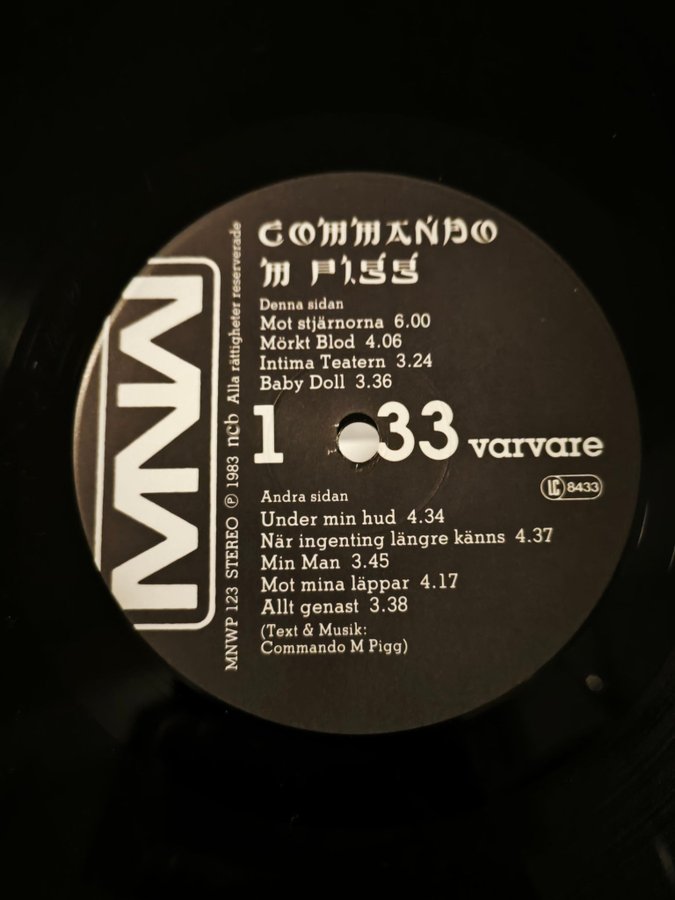 COMMANDO
M PIGG
Denna sidan
Mot stjärnorna 6.00
Mörkt Blod 4.06
Intima Teatern 3.24
Baby Doll 3.36
1 33 varvare
LC 8433
Andra sidan
Under min hud 4.34
När ingenting längre känns 4.37
Min Man 3.45
Mot mina läppar 4.17
Allt genast 3.38
(Text & Musik:
Commando M Pigg)
MNW
MNWP 123 STEREO ℗ 1983 ncb Alla rättigheter reserverade